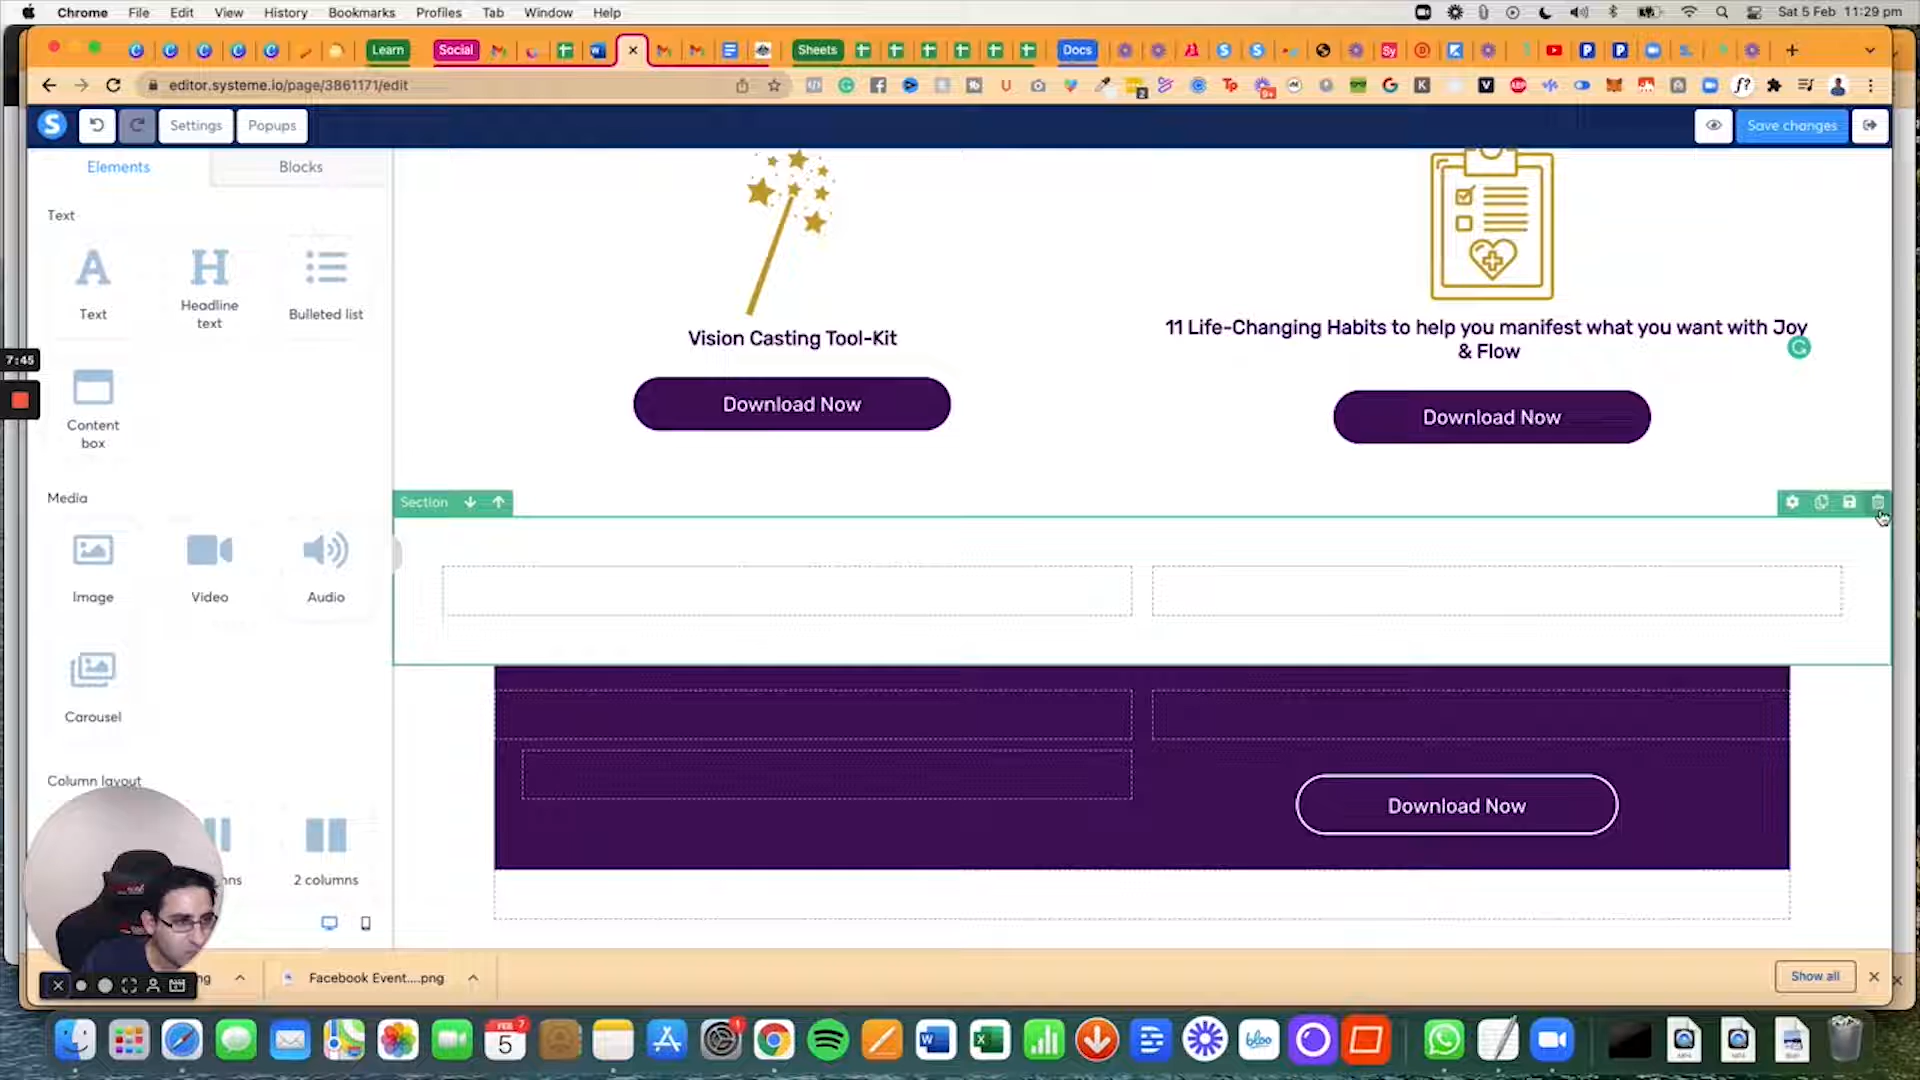 Chrome File Edit View History Bookmarks Profiles Tab Window Help
Sat 5 Feb 11:29 pm
Learn Social Sheets Docs
editor.systeme.io/page/3861171/edit
Settings Popups Save changes
Elements Blocks
Text
Text
Headline text
Bulleted list
Content box
Media
Image
Video
Audio
Carousel
Column layout
2 columns
7:45
Vision Casting Tool-Kit
Download Now
11 Life-Changing Habits to help you manifest what you want with Joy
& Flow
Download Now
Section
Download Now
ng
Facebook Event....png
Show all
FEB
5
bloo